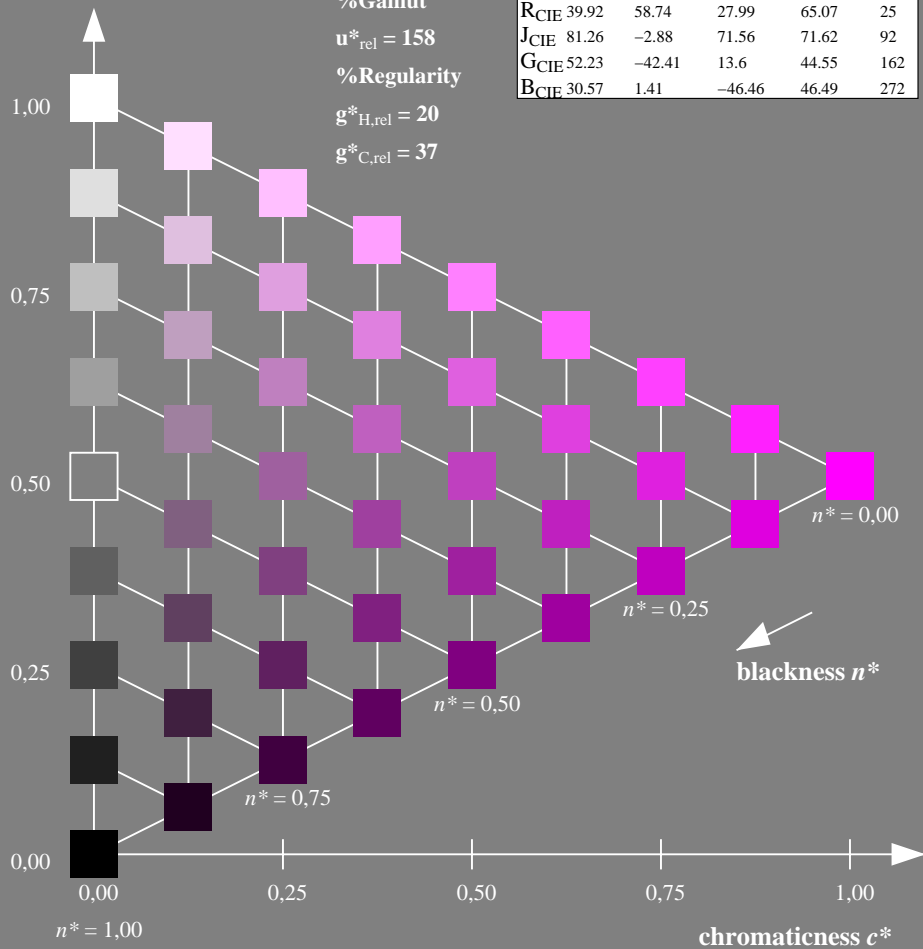 %Gamut
u*rel = 158
%Regularity
g*H,rel = 20
g*C,rel = 37
RCIE 39.92 58.74 27.99 65.07 25
JCIE 81.26 −2.88 71.56 71.62 92
GCIE 52.23 −42.41 13.6 44.55 162
BCIE 30.57 1.41 −46.46 46.49 272
1,00
0,75
0,50
0,25
0,00
n* = 0,00
n* = 0,25
blackness n*
n* = 0,50
n* = 0,75
0,00 0,25 0,50 0,75 1,00
n* = 1,00
chromaticness c*